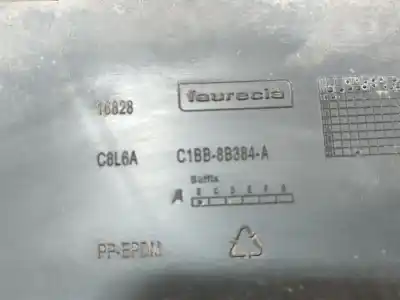 faurecia
16828
C8L6A C1BB-8B384-A
Suffix
A B C D E F G
PP-EPDM